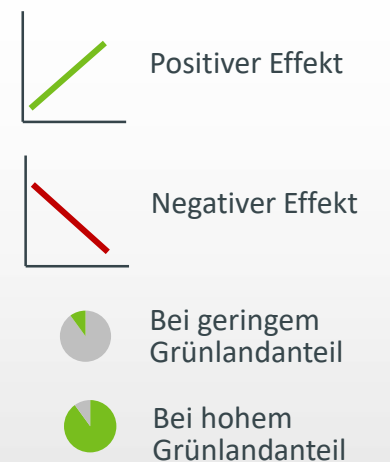 Positiver Effekt
Negativer Effekt
Bei geringem
Grünlandanteil
Bei hohem
Grünlandanteil